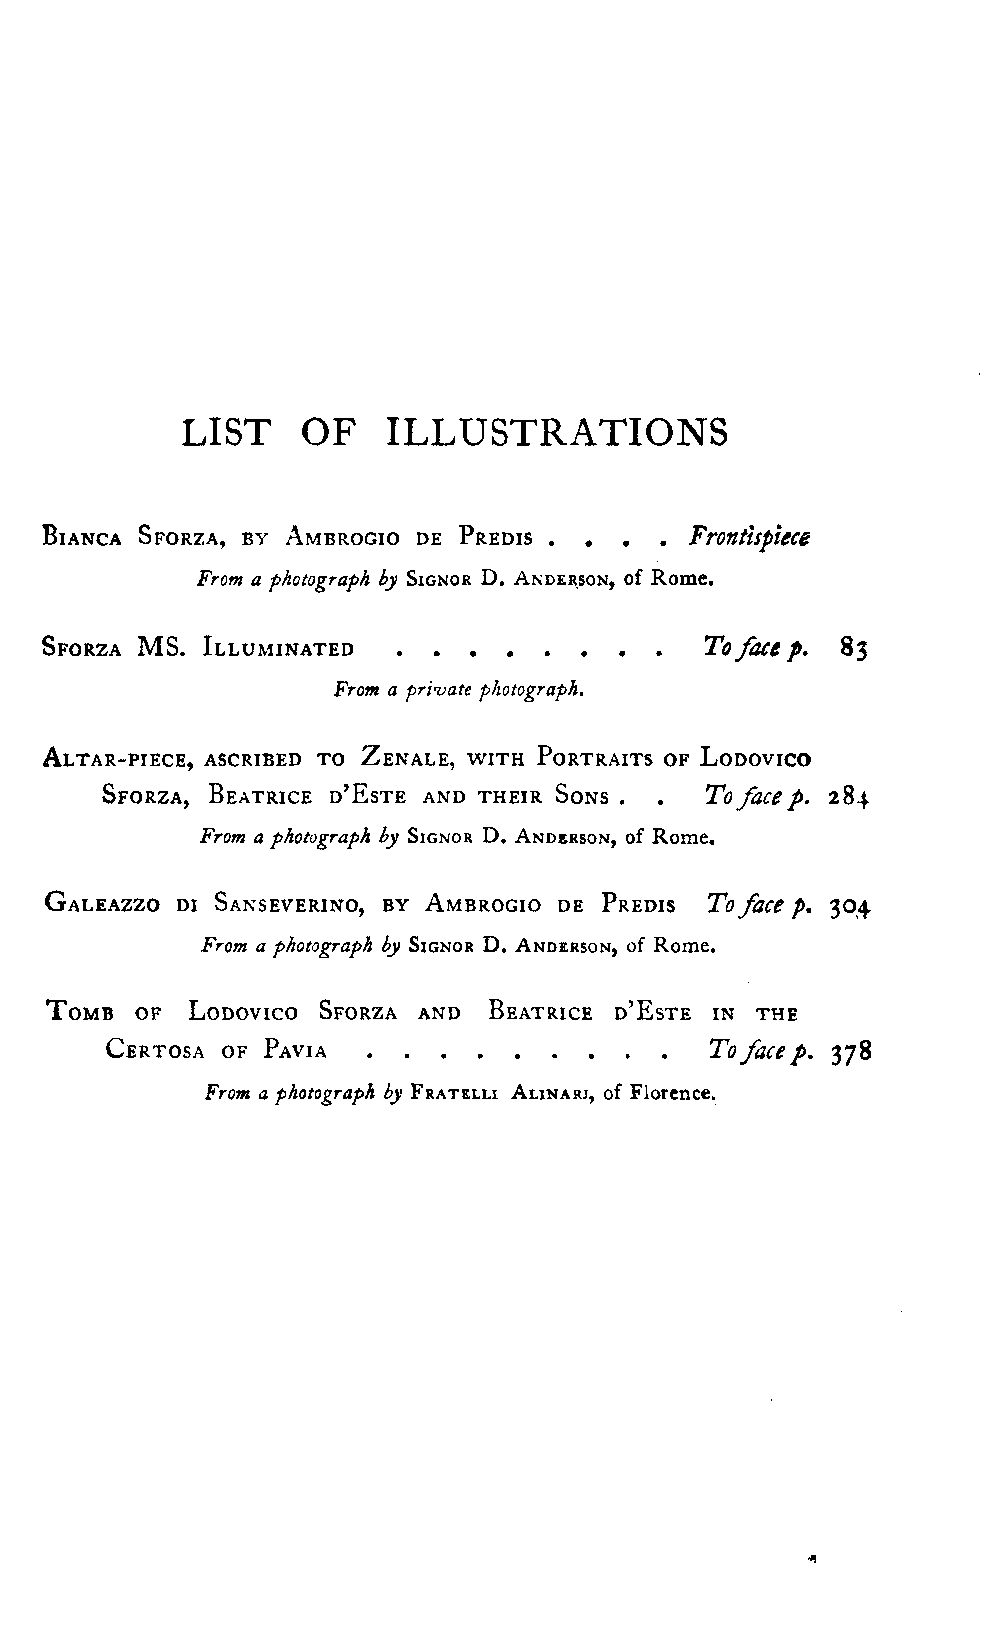 LIST OF ILLUSTRATIONS
Bianca Sforza, by Ambrogio de Predis . . . . Frontispiece
From a photograph by Signor D. Anderson, of Rome.
Sforza MS. Illuminated . . . . . . . . To face p. 83
From a private photograph.
Altar-piece, ascribed to Zenale, with Portraits of Lodovico
Sforza, Beatrice d'Este and their Sons . . To face p. 284
From a photograph by Signor D. Anderson, of Rome.
Galeazzo di Sanseverino, by Ambrogio de Predis To face p. 304
From a photograph by Signor D. Anderson, of Rome.
Tomb of Lodovico Sforza and Beatrice d'Este in the
Certosa of Pavia . . . . . . . . . To face p. 378
From a photograph by Fratelli Alinari, of Florence.